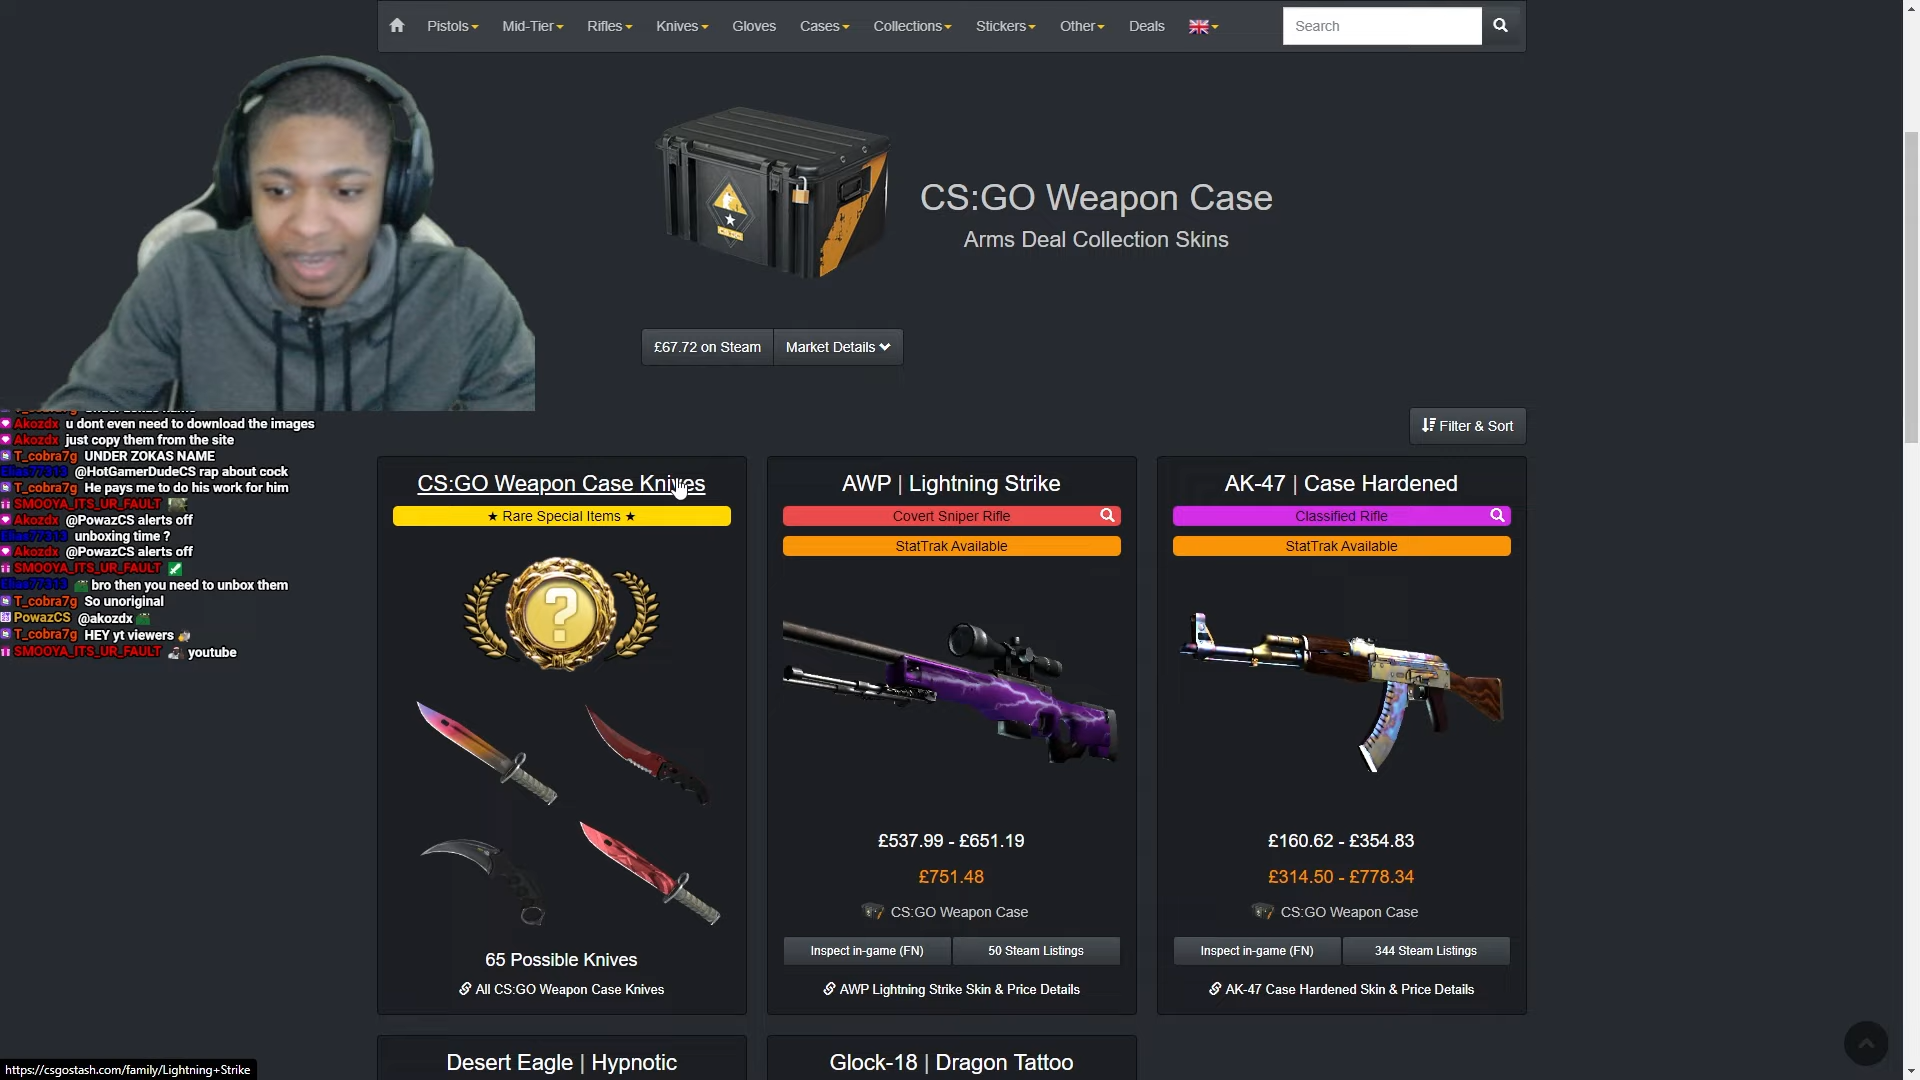 Pistols Mid-Tier Rifles Knives Gloves Cases Collections Stickers Other Deals Search
CS:GO Weapon Case
Arms Deal Collection Skins
£67.72 on Steam Market Details
Filter & Sort
Akozdx u dont even need to download the images
Akozdx just copy them from the site
T_cobra7g UNDER ZOKAS NAME
Elias77313 @HotGamerDudeCS rap about cock
T_cobra7g He pays me to do his work for him
SMOOYA_ITS_UR_FAULT
Akozdx @PowazCS alerts off
Elias77313 unboxing time ?
Akozdx @PowazCS alerts off
SMOOYA_ITS_UR_FAULT
Elias77313 bro then you need to unbox them
T_cobra7g So unoriginal
PowazCS @akozdx
T_cobra7g HEY yt viewers
SMOOYA_ITS_UR_FAULT youtube
CS:GO Weapon Case Knives
★ Rare Special Items ★
65 Possible Knives
All CS:GO Weapon Case Knives
AWP | Lightning Strike
Covert Sniper Rifle
StatTrak Available
£537.99 - £651.19
£751.48
CS:GO Weapon Case
Inspect in-game (FN) 50 Steam Listings
AWP Lightning Strike Skin & Price Details
AK-47 | Case Hardened
Classified Rifle
StatTrak Available
£160.62 - £354.83
£314.50 - £778.34
CS:GO Weapon Case
Inspect in-game (FN) 344 Steam Listings
AK-47 Case Hardened Skin & Price Details
Desert Eagle | Hypnotic
Glock-18 | Dragon Tattoo
https://csgostash.com/family/Lightning+Strike